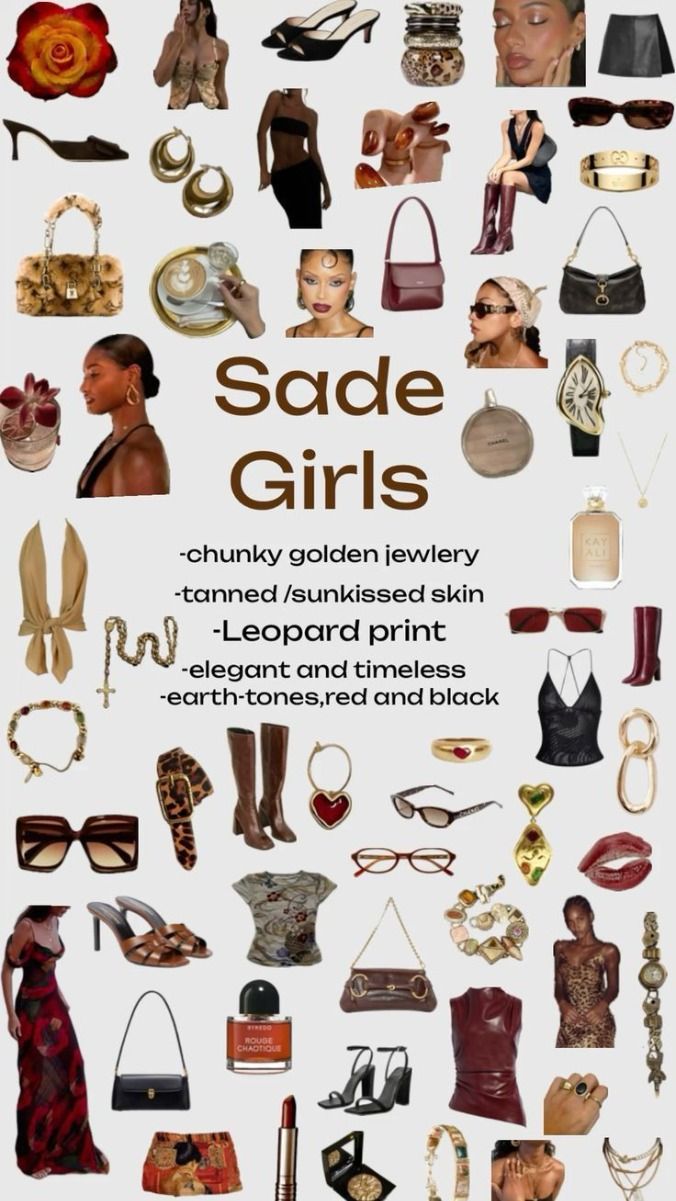 CHANEL
Sade
Girls
KAY
ALI
-chunky golden jewlery
-tanned /sunkissed skin
-Leopard print
-elegant and timeless
-earth-tones,red and black
BYREDO
ROUGE
CHAOTIQUE